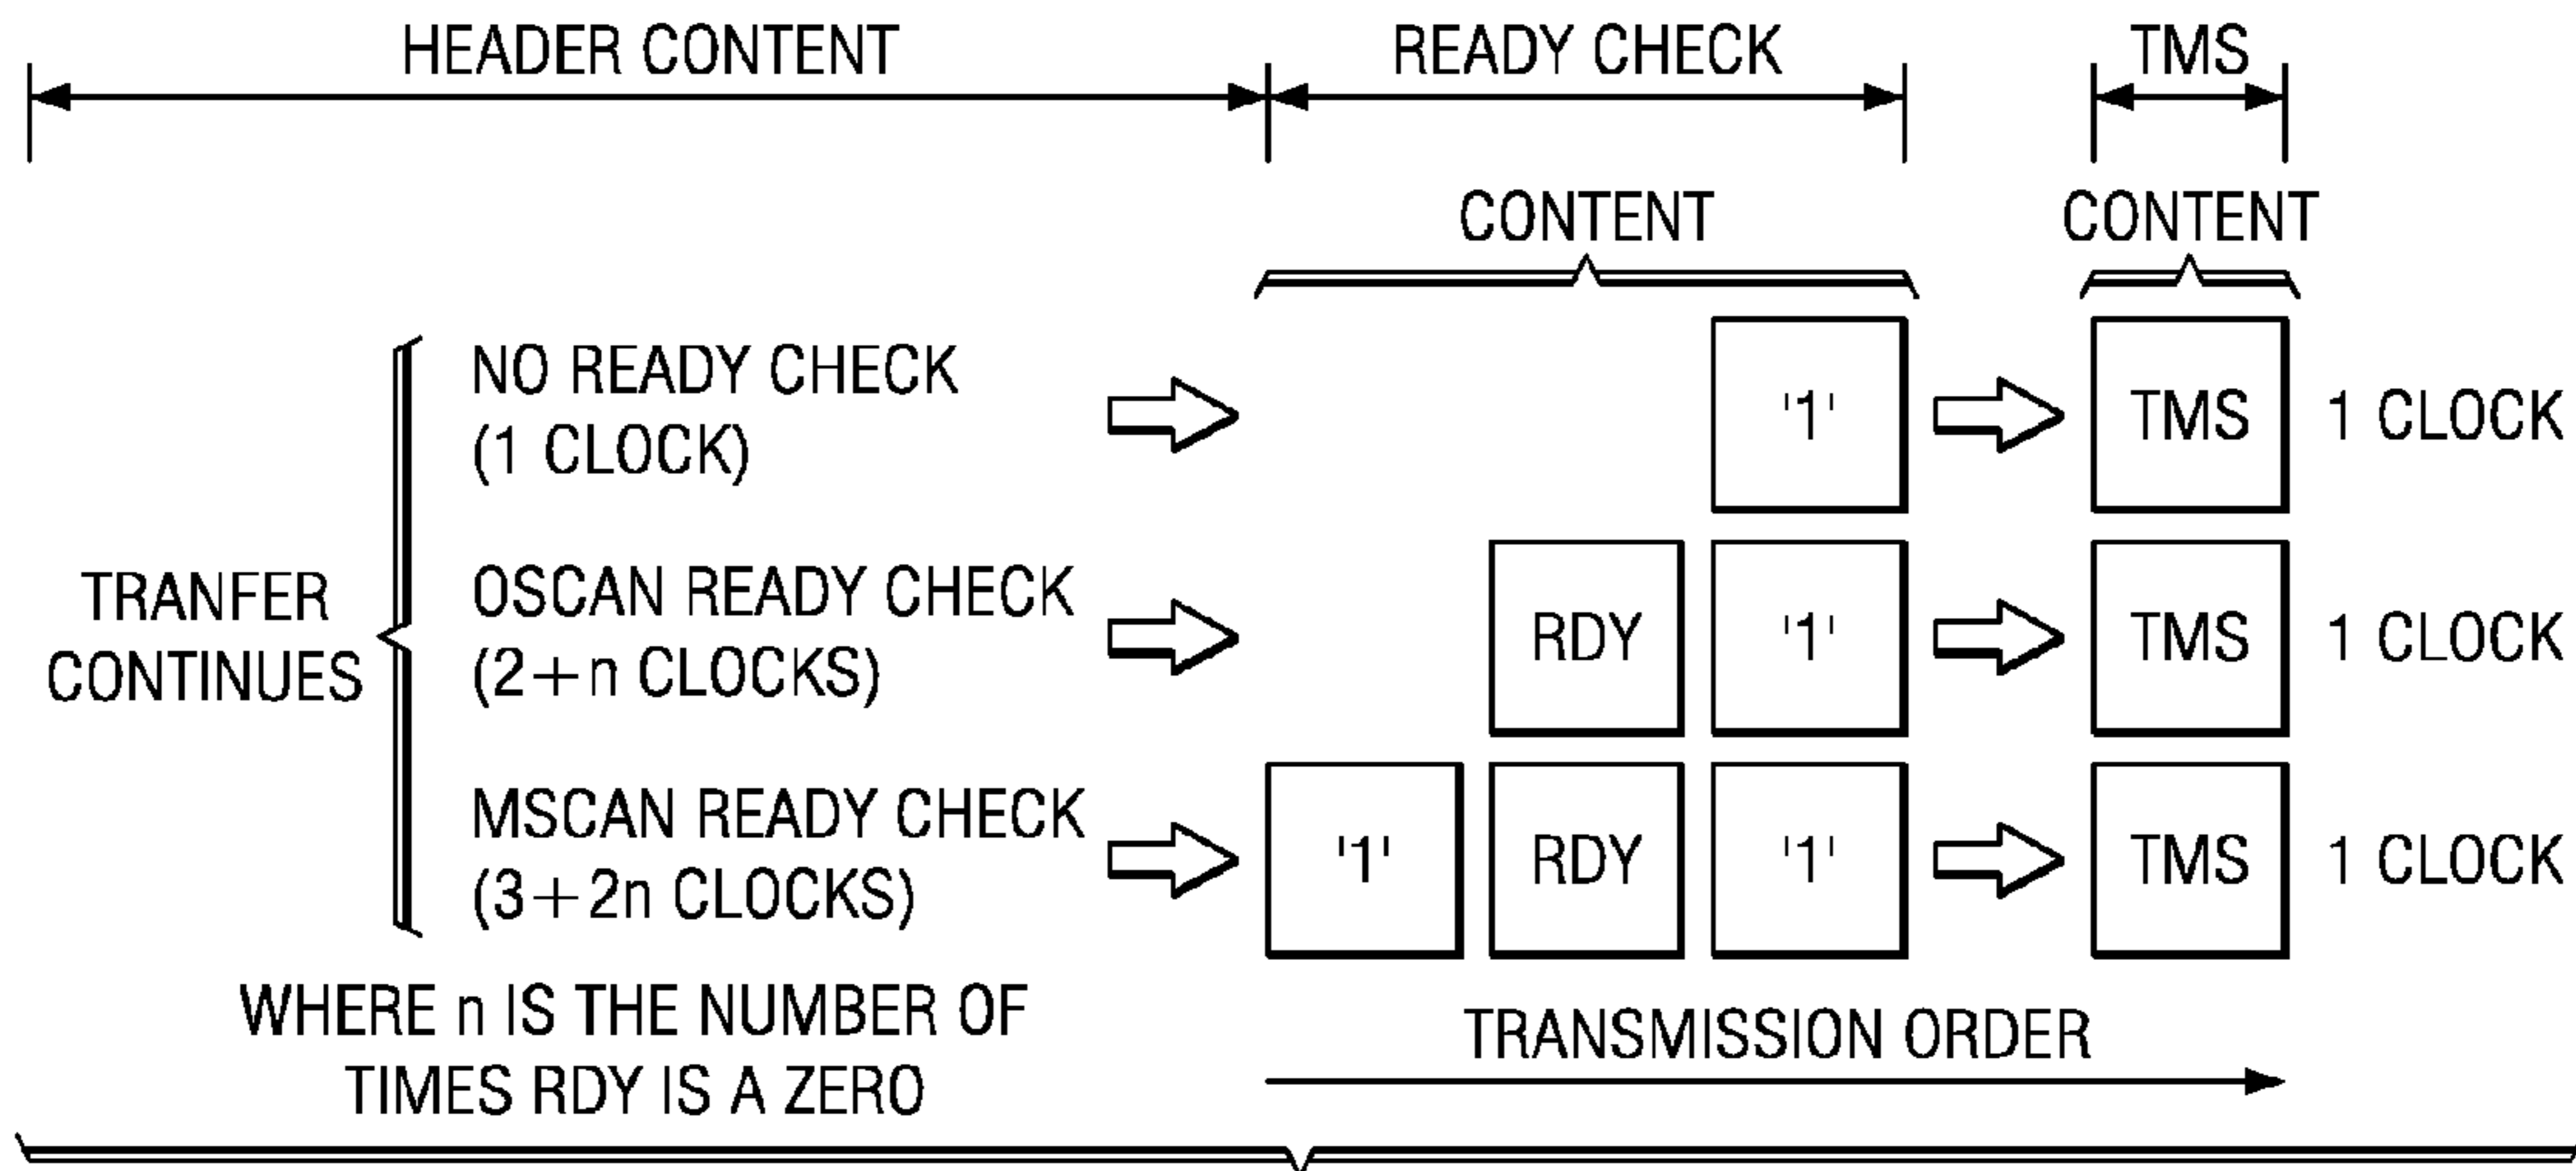 HEADER CONTENT
READY CHECK
TMS
CONTENT
CONTENT
NO READY CHECK
(1 CLOCK)
'1'
TMS
1 CLOCK
TRANFER
CONTINUES
OSCAN READY CHECK
(2+n CLOCKS)
RDY
'1'
TMS
1 CLOCK
MSCAN READY CHECK
(3+2n CLOCKS)
'1'
RDY
'1'
TMS
1 CLOCK
WHERE n IS THE NUMBER OF
TIMES RDY IS A ZERO
TRANSMISSION ORDER